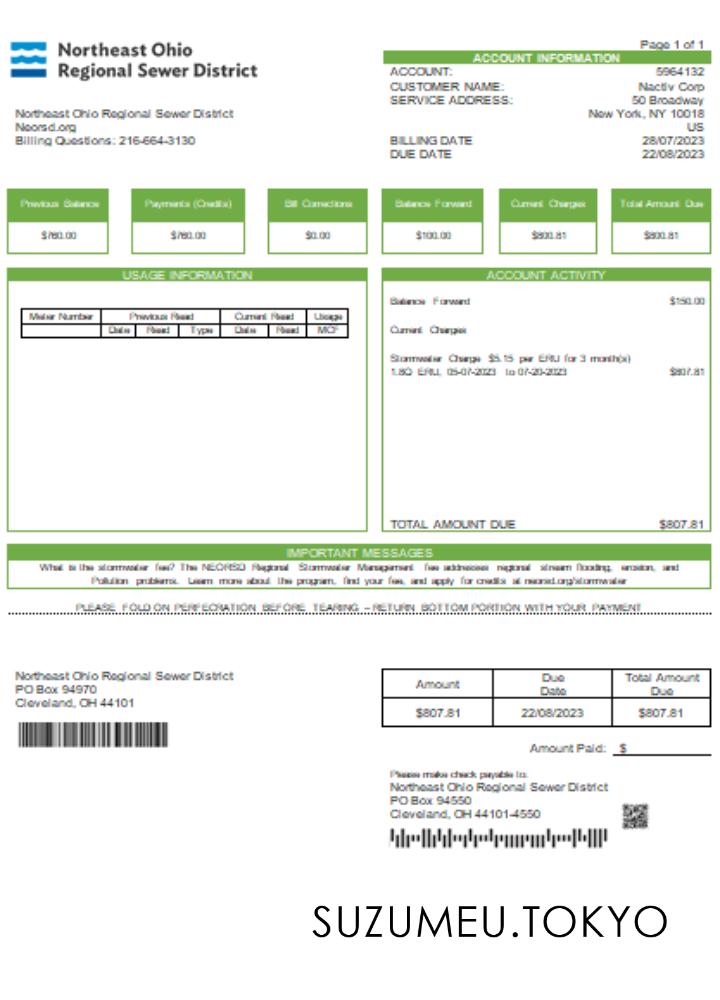 Northeast Ohio
Regional Sewer District
Page 1 of 1
ACCOUNT INFORMATION
ACCOUNT: 5964132
CUSTOMER NAME: Nactiv Corp
SERVICE ADDRESS: 50 Broadway
New York, NY 10018
US
BILLING DATE 28/07/2023
DUE DATE 22/08/2023
Northeast Ohio Regional Sewer District
Neorsd.org
Billing Questions: 216-664-3130
Previous Balance Payments (Credits) Bill Corrections Balance Forward Current Charges Total Amount Due
$760.00 $760.00 $0.00 $100.00 $800.81 $800.81
USAGE INFORMATION
Meter Number Previous Read Current Read Usage
Date Read Type Date Read MCF
ACCOUNT ACTIVITY
Balance Forward $150.00
Current Charges
Stormwater Charge $5.15 per ERU for 3 month(s)
1.8Q ERU, 05-07-2023 to 07-20-2023 $807.81
TOTAL AMOUNT DUE $807.81
IMPORTANT MESSAGES
What is the stormwater fee? The NEORSD Regional Stormwater Management fee addresses regional stream flooding, erosion, and
Pollution problems. Learn more about the program, find your fee, and apply for credits at neorsd.org/stormwater
PLEASE FOLD ON PERFECRATION BEFORE TEARING – RETURN BOTTOM PORTION WITH YOUR PAYMENT
Northeast Ohio Regional Sewer District
PO Box 94970
Cleveland, OH 44101
Amount Due Date Total Amount Due
$807.81 22/08/2023 $807.81
Amount Paid: $
Please make check payable to:
Northeast Ohio Regional Sewer District
PO Box 94550
Cleveland, OH 44101-4550
SUZUMEU.TOKYO